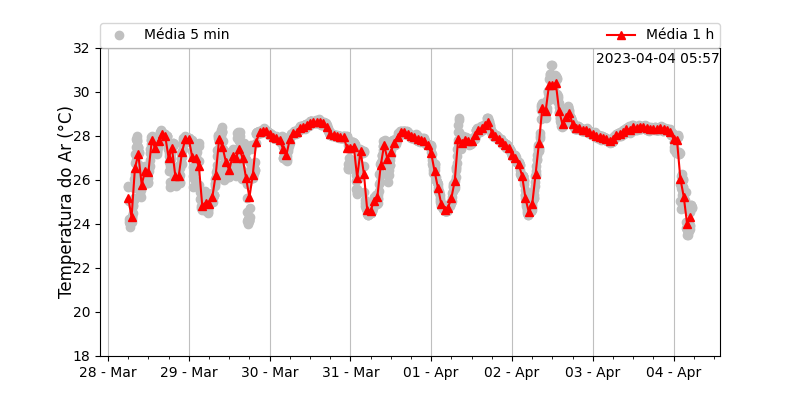 Média 5 min
Média 1 h
2023-04-04 05:57
Temperatura do Ar (°C)
32
30
28
26
24
22
20
18
28 - Mar
29 - Mar
30 - Mar
31 - Mar
01 - Apr
02 - Apr
03 - Apr
04 - Apr